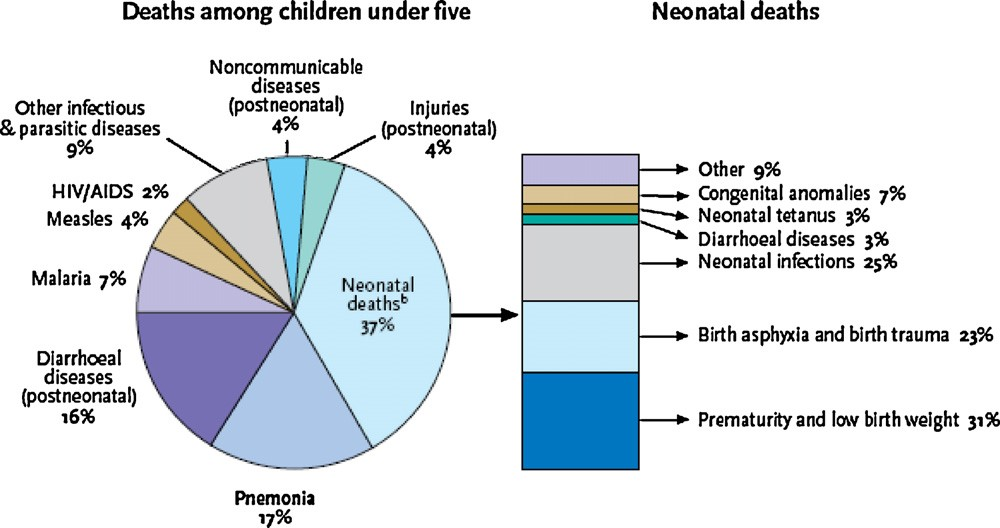 Deaths among children under five
Neonatal deaths
Noncommunicable
diseases
(postneonatal)
4%
Injuries
(postneonatal)
4%
Other infectious
& parasitic diseases
9%
HIV/AIDS 2%
Measles 4%
Malaria 7%
Diarrhoeal
diseases
(postneonatal)
16%
Pnemonia
17%
Neonatal
deathsᵇ
37%
Other 9%
Congenital anomalies 7%
Neonatal tetanus 3%
Diarrhoeal diseases 3%
Neonatal infections 25%
Birth asphyxia and birth trauma 23%
Prematurity and low birth weight 31%